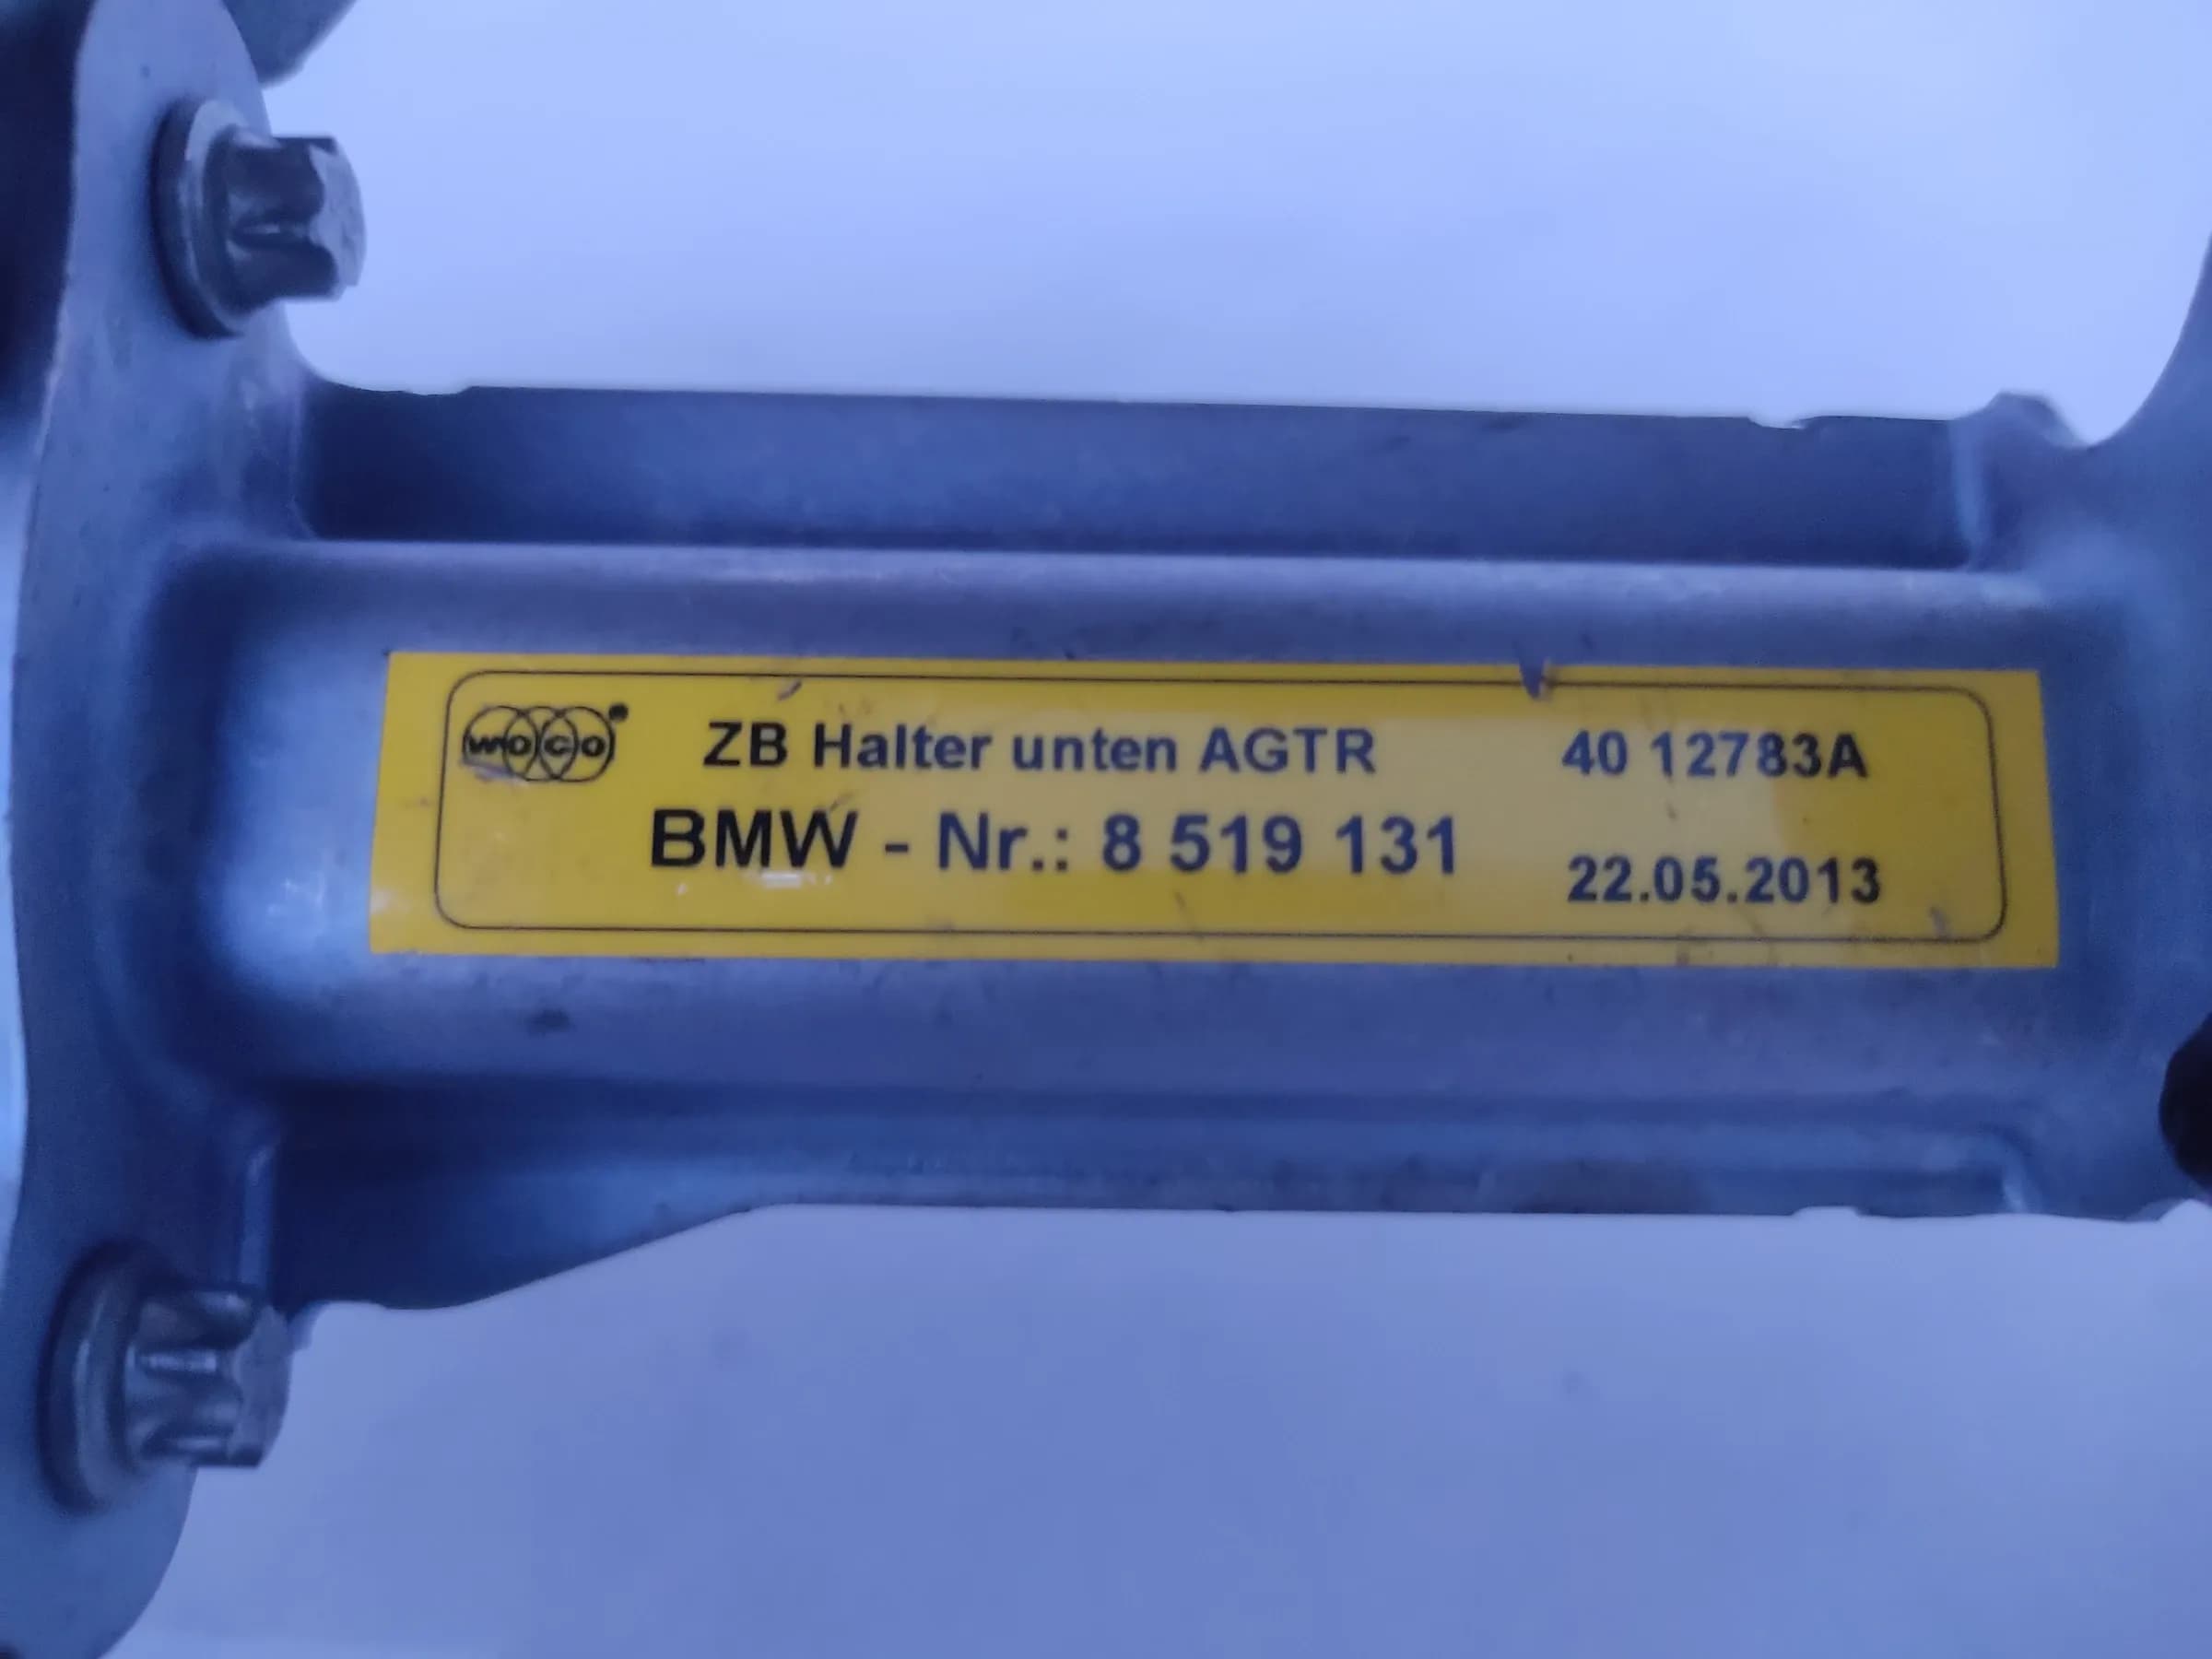 woco ZB Halter unten AGTR 40 12783A
BMW - Nr.: 8 519 131
22.05.2013